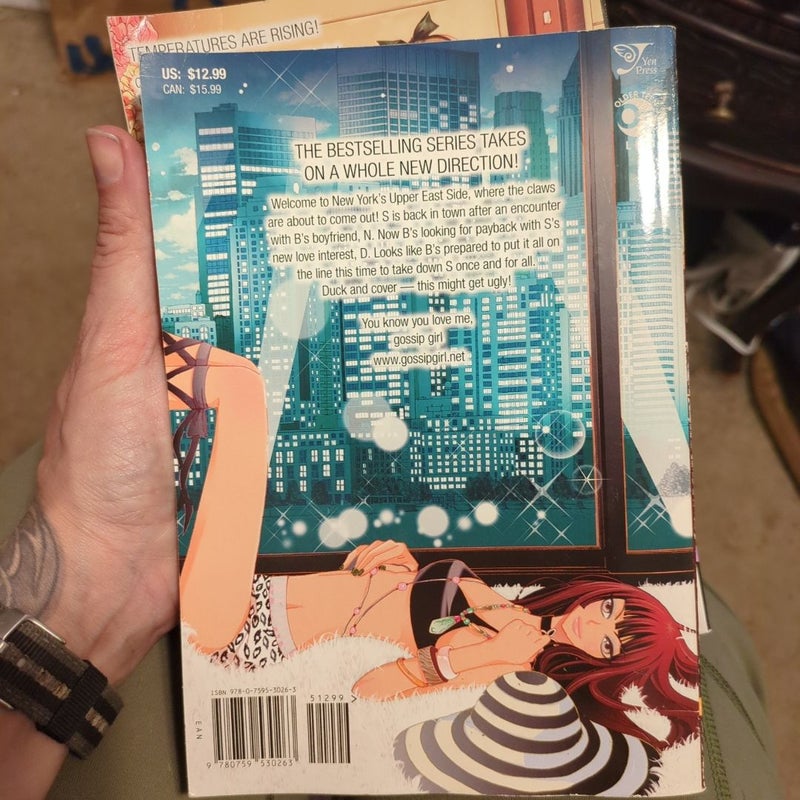 TEMPERATURES ARE RISING!
US: $12.99
CAN: $15.99
Yen
Press
OLDER TEEN
THE BESTSELLING SERIES TAKES
ON A WHOLE NEW DIRECTION!
Welcome to New York's Upper East Side, where the claws
are about to come out! S is back in town after an encounter
with B's boyfriend, N. Now B's looking for payback with S's
new love interest, D. Looks like B's prepared to put it all on
the line this time to take down S once and for all.
Duck and cover — this might get ugly!
You know you love me,
gossip girl
www.gossipgirl.net
ISBN 978-0-7595-3026-3
51299 >
EAN
9 780759 530263